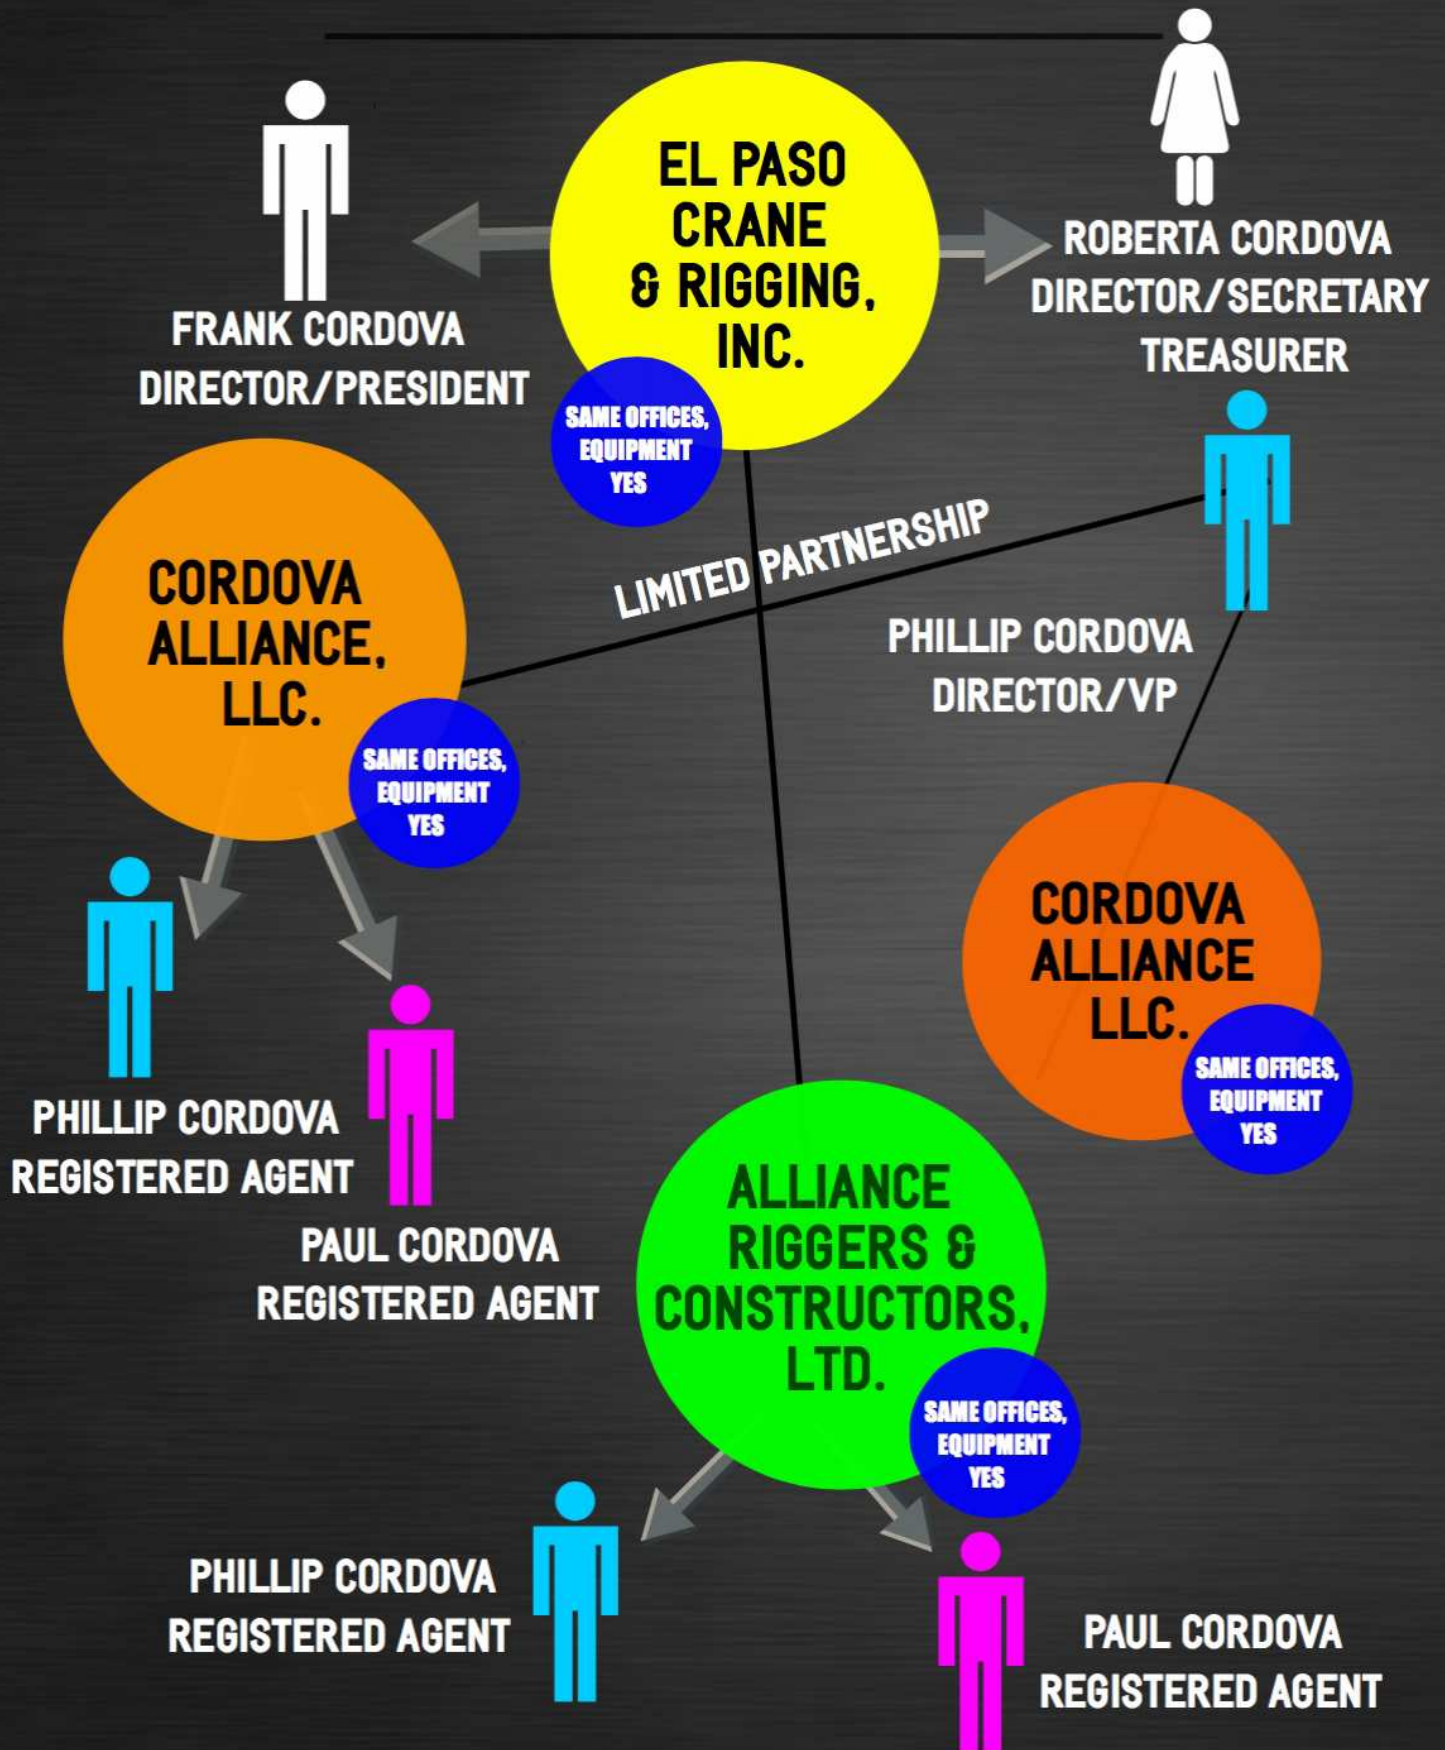 EL PASO
CRANE
& RIGGING,
INC.
SAME OFFICES,
EQUIPMENT
YES
FRANK CORDOVA
DIRECTOR/PRESIDENT
ROBERTA CORDOVA
DIRECTOR/SECRETARY
TREASURER
LIMITED PARTNERSHIP
PHILLIP CORDOVA
DIRECTOR/VP
CORDOVA
ALLIANCE,
LLC.
SAME OFFICES,
EQUIPMENT
YES
CORDOVA
ALLIANCE
LLC.
SAME OFFICES,
EQUIPMENT
YES
PHILLIP CORDOVA
REGISTERED AGENT
PAUL CORDOVA
REGISTERED AGENT
ALLIANCE
RIGGERS &
CONSTRUCTORS,
LTD.
SAME OFFICES,
EQUIPMENT
YES
PHILLIP CORDOVA
REGISTERED AGENT
PAUL CORDOVA
REGISTERED AGENT